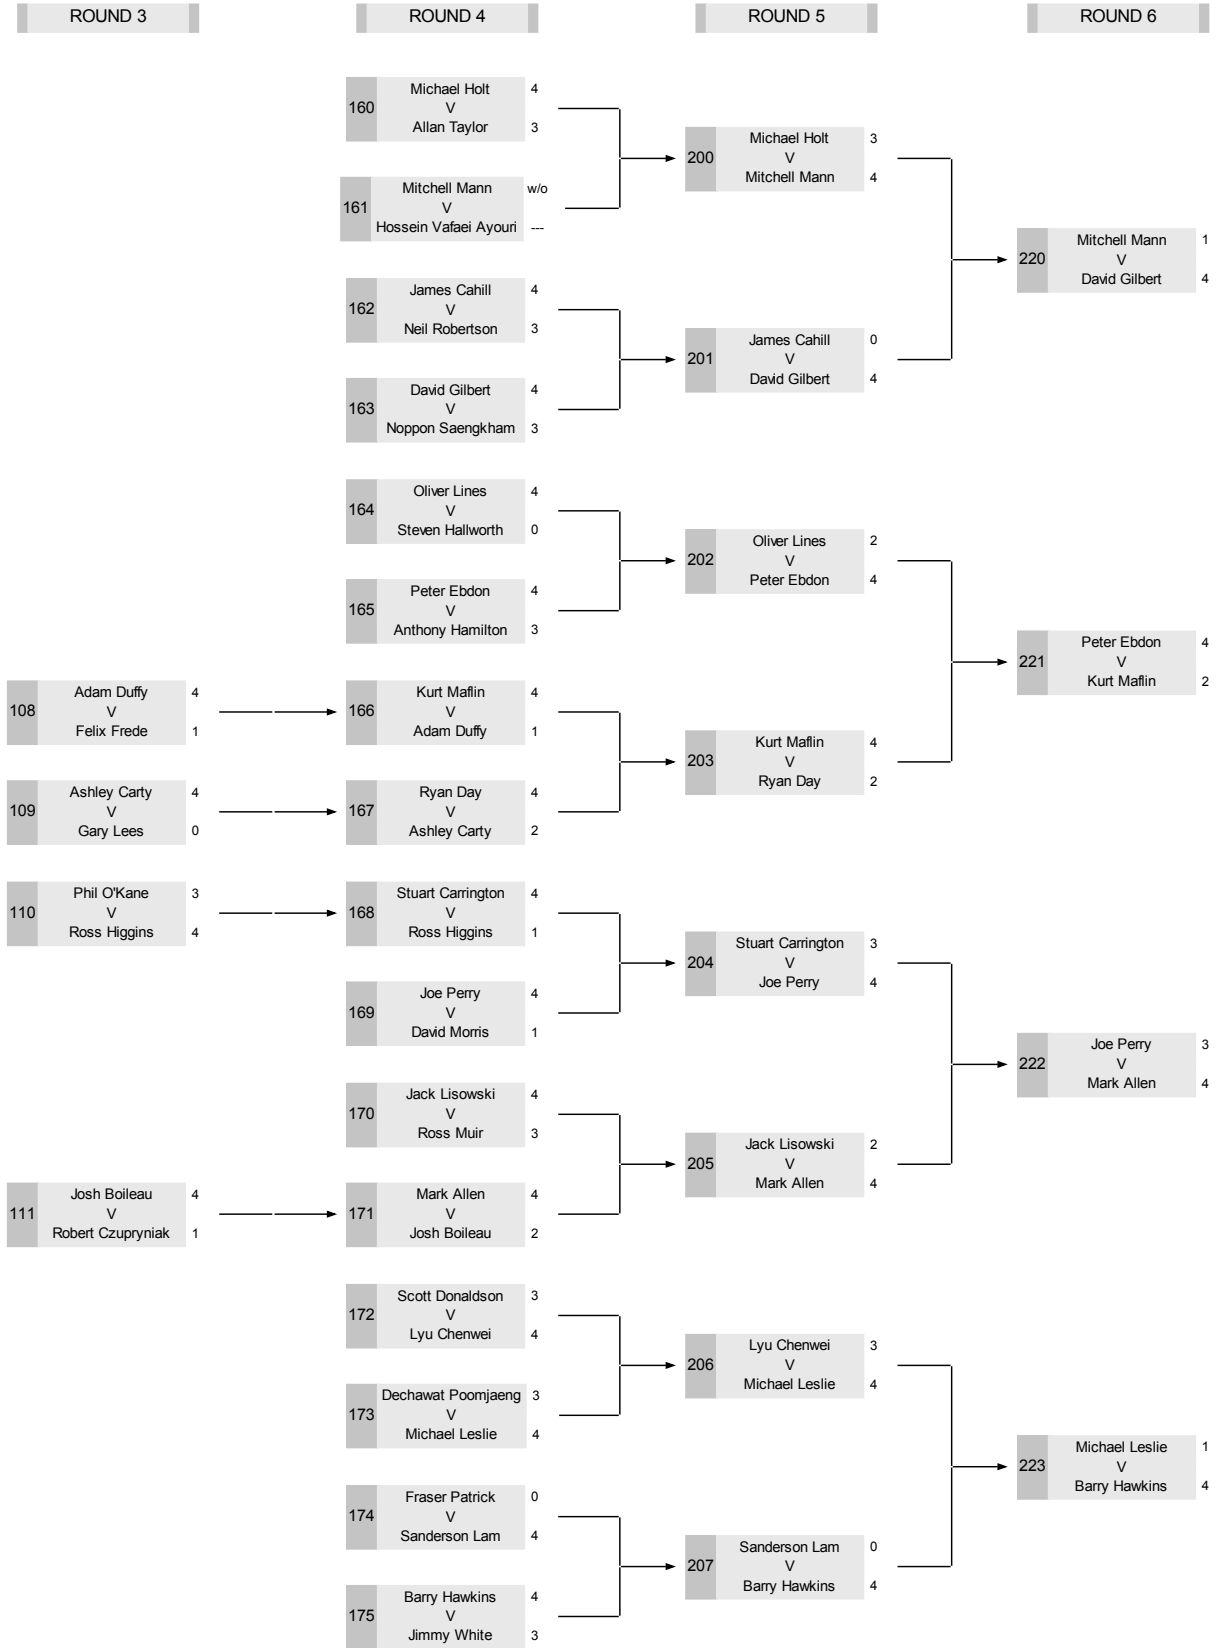 ROUND 3
ROUND 4
ROUND 5
ROUND 6
160
Michael Holt 4
V
Allan Taylor 3
161
Mitchell Mann w/o
V
Hossein Vafaei Ayouri ---
162
James Cahill 4
V
Neil Robertson 3
163
David Gilbert 4
V
Noppon Saengkham 3
164
Oliver Lines 4
V
Steven Hallworth 0
165
Peter Ebdon 4
V
Anthony Hamilton 3
108
Adam Duffy 4
V
Felix Frede 1
166
Kurt Maflin 4
V
Adam Duffy 1
109
Ashley Carty 4
V
Gary Lees 0
167
Ryan Day 4
V
Ashley Carty 2
110
Phil O'Kane 3
V
Ross Higgins 4
168
Stuart Carrington 4
V
Ross Higgins 1
169
Joe Perry 4
V
David Morris 1
170
Jack Lisowski 4
V
Ross Muir 3
111
Josh Boileau 4
V
Robert Czupryniak 1
171
Mark Allen 4
V
Josh Boileau 2
172
Scott Donaldson 3
V
Lyu Chenwei 4
173
Dechawat Poomjaeng 3
V
Michael Leslie 4
174
Fraser Patrick 0
V
Sanderson Lam 4
175
Barry Hawkins 4
V
Jimmy White 3
200
Michael Holt 3
V
Mitchell Mann 4
201
James Cahill 0
V
David Gilbert 4
202
Oliver Lines 2
V
Peter Ebdon 4
203
Kurt Maflin 4
V
Ryan Day 2
204
Stuart Carrington 3
V
Joe Perry 4
205
Jack Lisowski 2
V
Mark Allen 4
206
Lyu Chenwei 3
V
Michael Leslie 4
207
Sanderson Lam 0
V
Barry Hawkins 4
220
Mitchell Mann 1
V
David Gilbert 4
221
Peter Ebdon 4
V
Kurt Maflin 2
222
Joe Perry 3
V
Mark Allen 4
223
Michael Leslie 1
V
Barry Hawkins 4